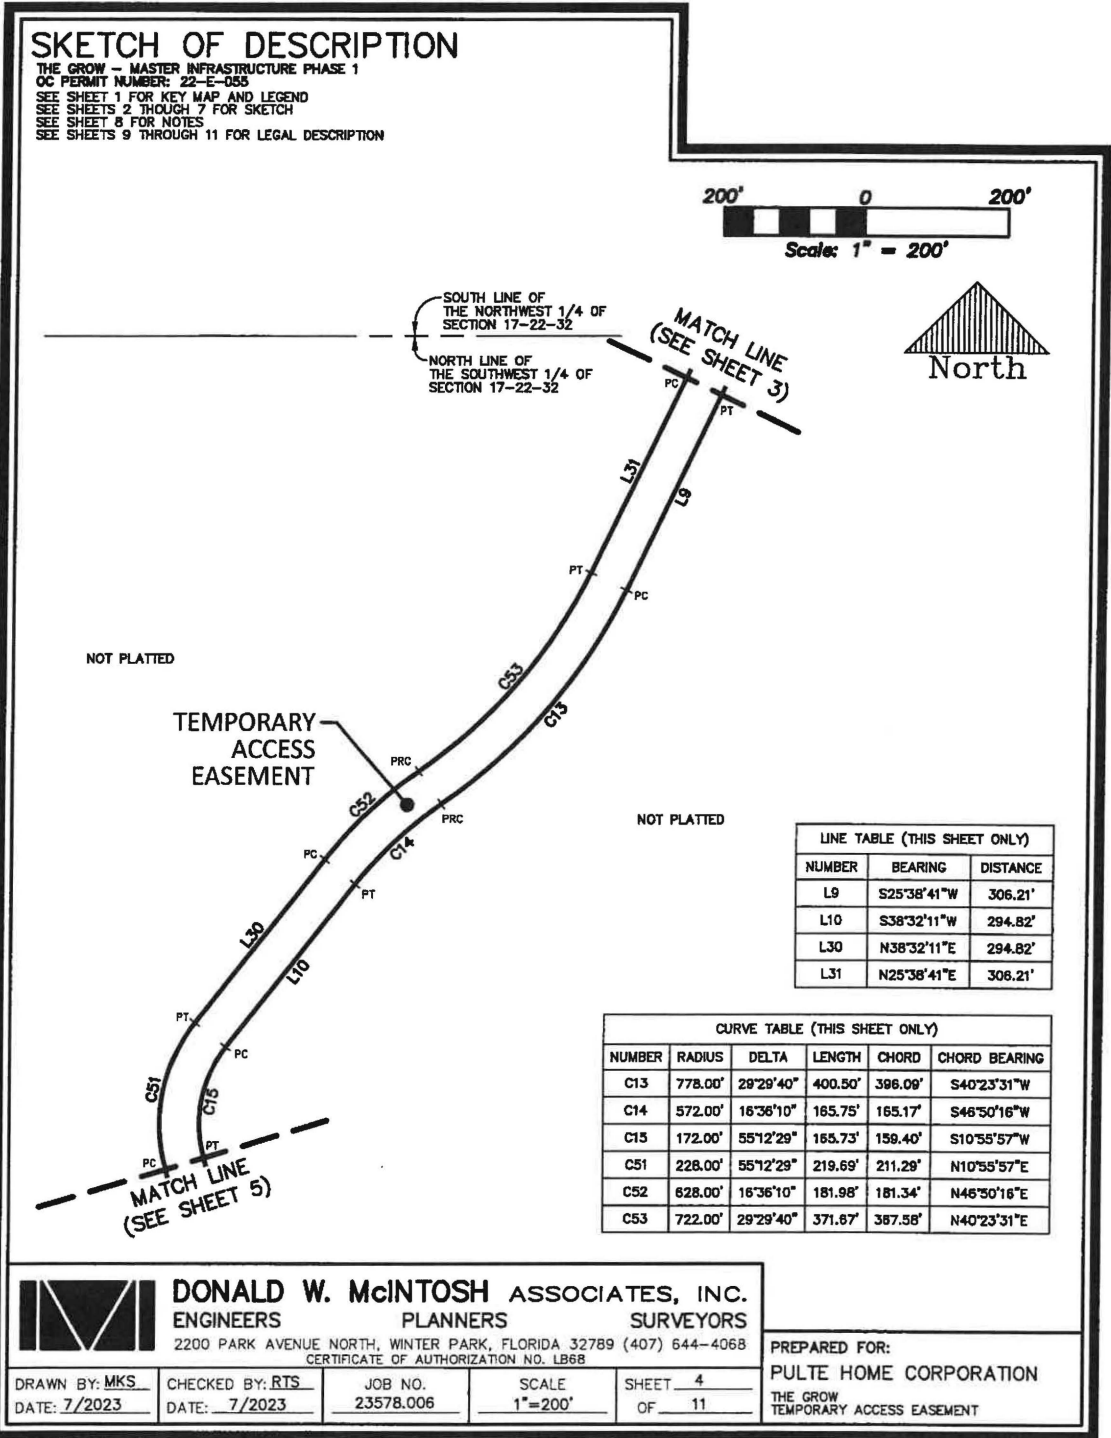 SKETCH OF DESCRIPTION
THE GROW – MASTER INFRASTRUCTURE PHASE 1
OC PERMIT NUMBER: 22-E-055
SEE SHEET 1 FOR KEY MAP AND LEGEND
SEE SHEETS 2 THOUGH 7 FOR SKETCH
SEE SHEET 8 FOR NOTES
SEE SHEETS 9 THROUGH 11 FOR LEGAL DESCRIPTION
200' 0 200'
Scale: 1" = 200'
North
SOUTH LINE OF
THE NORTHWEST 1/4 OF
SECTION 17-22-32
NORTH LINE OF
THE SOUTHWEST 1/4 OF
SECTION 17-22-32
MATCH LINE
(SEE SHEET 3)
PC
PT
L31
L9
PT
PC
NOT PLATTED
C53
C13
TEMPORARY
ACCESS
EASEMENT
PRC
C52
PRC
C14
NOT PLATTED
PC
PT
L30
L10
PT
PC
C51
C15
PT
PC
MATCH LINE
(SEE SHEET 5)
LINE TABLE (THIS SHEET ONLY)
NUMBER BEARING DISTANCE
L9 S25°38'41"W 306.21'
L10 S38°32'11"W 294.82'
L30 N38°32'11"E 294.82'
L31 N25°38'41"E 306.21'
CURVE TABLE (THIS SHEET ONLY)
NUMBER RADIUS DELTA LENGTH CHORD CHORD BEARING
C13 778.00' 29°29'40" 400.50' 396.09' S40°23'31"W
C14 572.00' 16°36'10" 165.75' 165.17' S46°50'16"W
C15 172.00' 55°12'29" 165.73' 159.40' S10°55'57"W
C51 228.00' 55°12'29" 219.69' 211.29' N10°55'57"E
C52 628.00' 16°36'10" 181.98' 181.34' N46°50'16"E
C53 722.00' 29°29'40" 371.67' 367.58' N40°23'31"E
DONALD W. McINTOSH ASSOCIATES, INC.
ENGINEERS PLANNERS SURVEYORS
2200 PARK AVENUE NORTH, WINTER PARK, FLORIDA 32789 (407) 644-4068
CERTIFICATE OF AUTHORIZATION NO. LB68
DRAWN BY: MKS
DATE: 7/2023
CHECKED BY: RTS
DATE: 7/2023
JOB NO.
23578.006
SCALE
1"=200'
SHEET 4
OF 11
PREPARED FOR:
PULTE HOME CORPORATION
THE GROW
TEMPORARY ACCESS EASEMENT